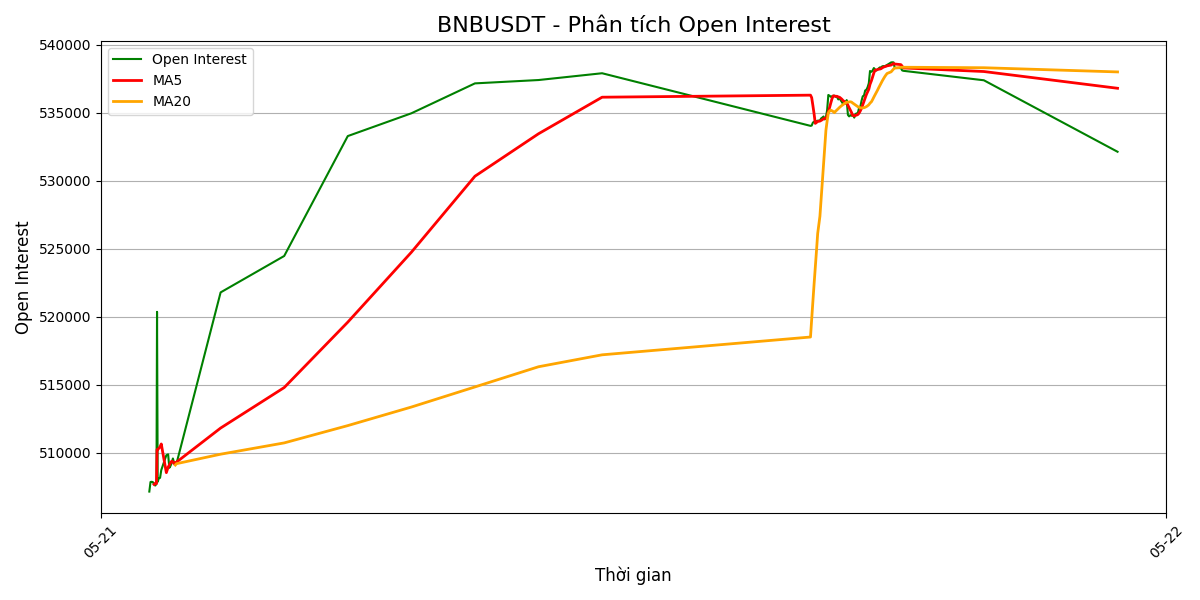 BNBUSDT - Phân tích Open Interest
Open Interest
MA5
MA20
540000
535000
530000
525000
520000
515000
510000
Open Interest
05-21
05-22
Thời gian